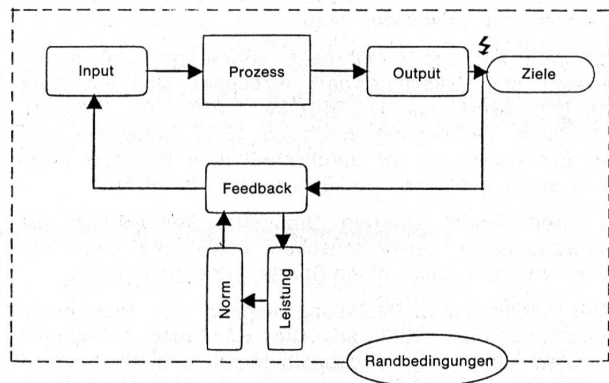 Input
Prozess
Output
Ziele
Feedback
Norm
Leistung
Randbedingungen